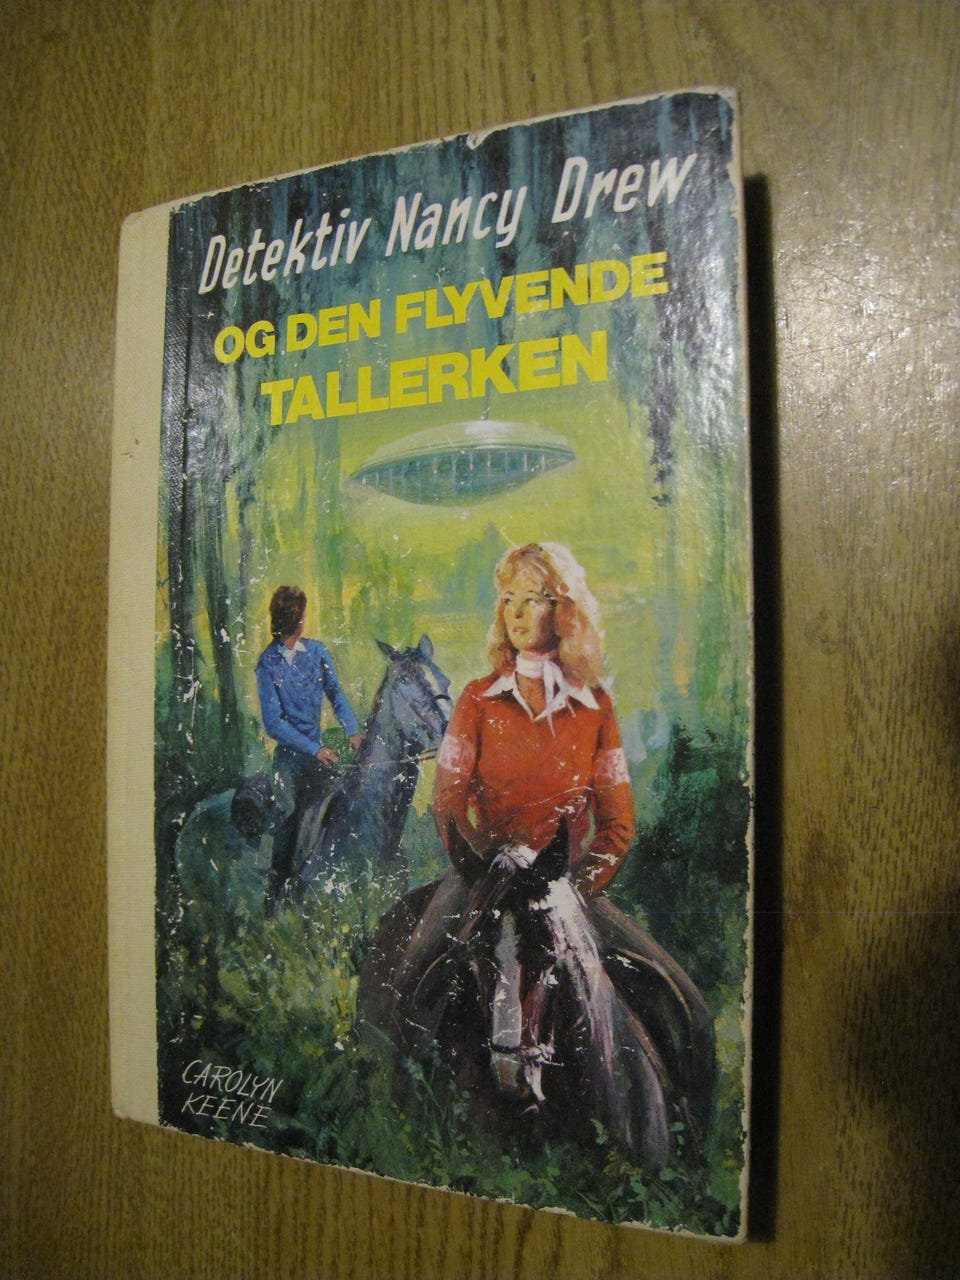 Detektiv Nancy Drew
OG DEN FLYVENDE
TALLERKEN
CAROLYN
KEENE